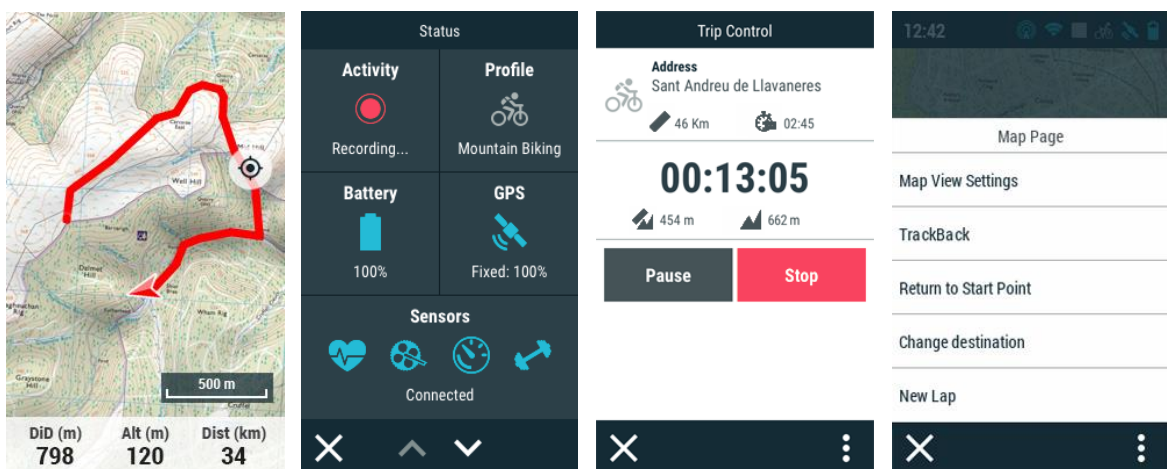 Well Hill
500 m
DiD (m) Alt (m) Dist (km)
798 120 34
Status
Activity Profile
Recording... Mountain Biking
Battery GPS
100% Fixed: 100%
Sensors
Connected
Trip Control
Address
Sant Andreu de Llavaneres
46 Km 02:45
00:13:05
454 m 662 m
Pause Stop
12:42
Map Page
Map View Settings
TrackBack
Return to Start Point
Change destination
New Lap